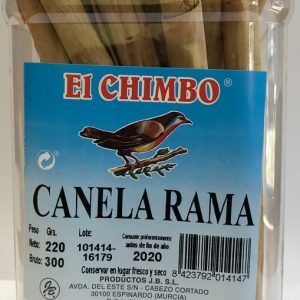 El CHIMBO®
CANELA RAMA
Peso Grs. Lote: Consumir preferentemente
antes de fin de año
Neto: 220 101414- 2020
Bruto: 300 16179
Conservar en lugar fresco y seco
8 423792 014147
PRODUCTOS J.B. S.L.
AVDA. DEL ESTE S/N - CABEZO CORTADO
30100 ESPINARDO (MURCIA)
JB